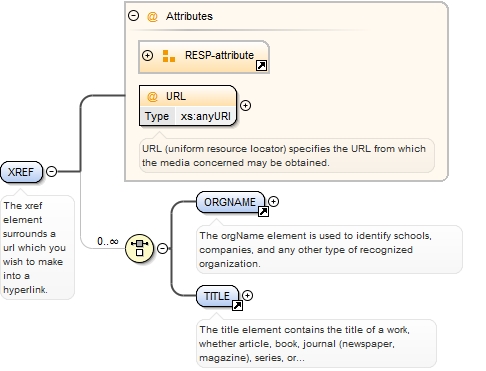 @ Attributes
RESP-attribute
@ URL
Type xs:anyURI
URL (uniform resource locator) specifies the URL from which
the media concerned may be obtained.
XREF
The xref
element
surrounds a
url which you
wish to make
into a
hyperlink.
0..∞
ORGNAME
The orgName element is used to identify schools,
companies, and any other type of recognized
organization.
TITLE
The title element contains the title of a work,
whether article, book, journal (newspaper,
magazine), series, or...